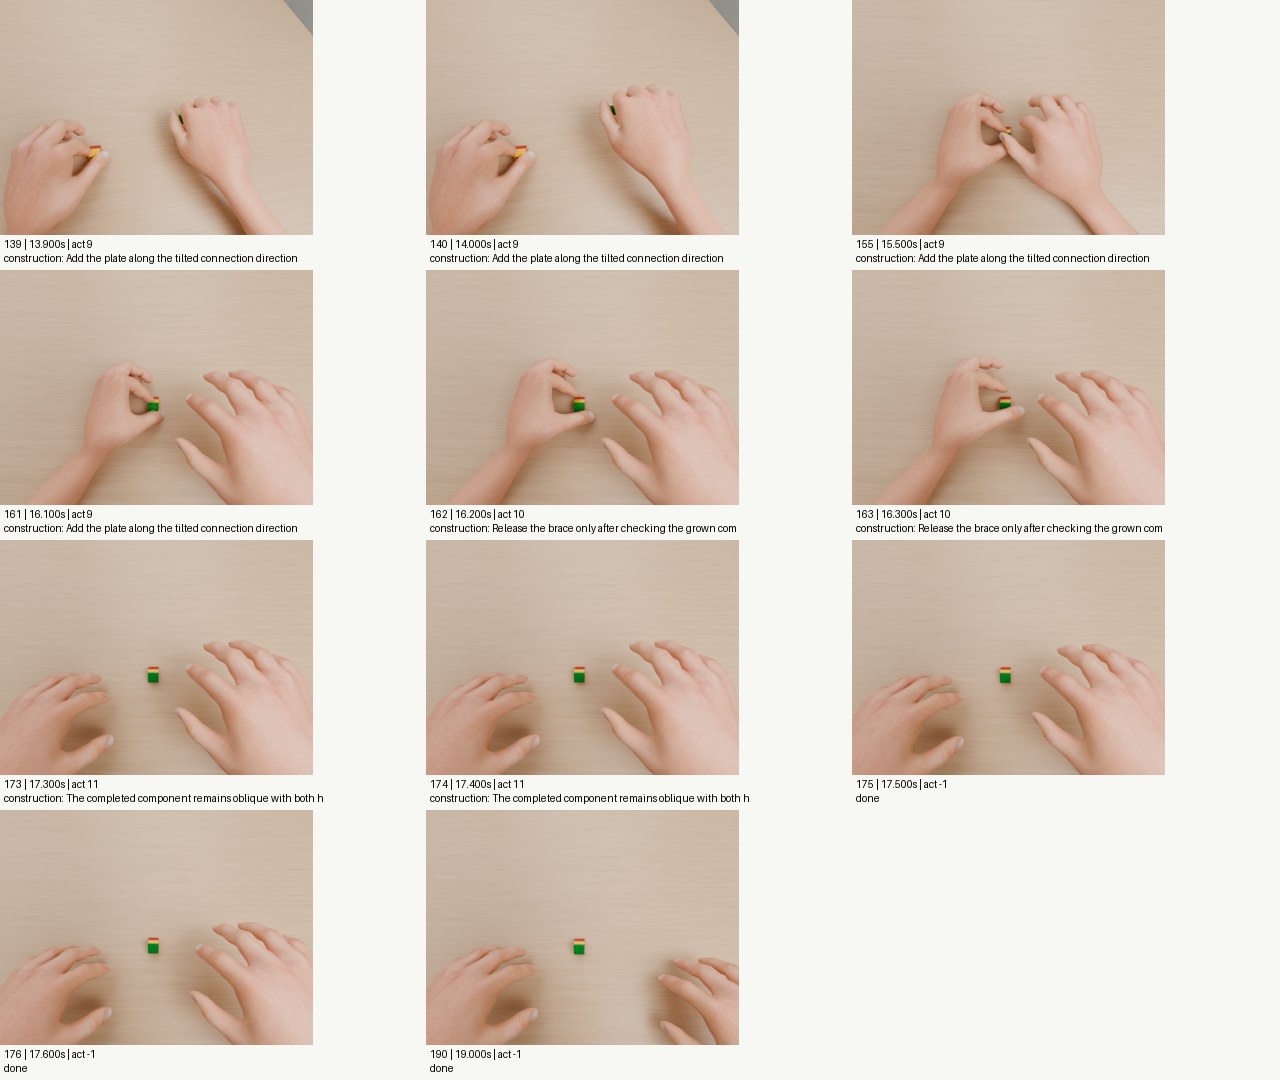 139 | 13.900s | act 9
construction: Add the plate along the tilted connection direction
140 | 14.000s | act 9
construction: Add the plate along the tilted connection direction
155 | 15.500s | act 9
construction: Add the plate along the tilted connection direction
161 | 16.100s | act 9
construction: Add the plate along the tilted connection direction
162 | 16.200s | act 10
construction: Release the brace only after checking the grown com
163 | 16.300s | act 10
construction: Release the brace only after checking the grown com
173 | 17.300s | act 11
construction: The completed component remains oblique with both h
174 | 17.400s | act 11
construction: The completed component remains oblique with both h
175 | 17.500s | act -1
done
176 | 17.600s | act -1
done
190 | 19.000s | act -1
done